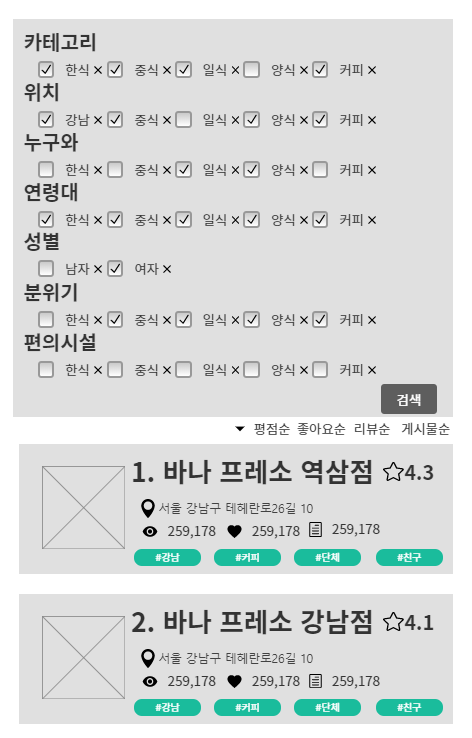 카테고리
한식 × 중식 × 일식 × 양식 × 커피 ×
위치
강남 × 중식 × 일식 × 양식 × 커피 ×
누구와
한식 × 중식 × 일식 × 양식 × 커피 ×
연령대
한식 × 중식 × 일식 × 양식 × 커피 ×
성별
남자 × 여자 ×
분위기
한식 × 중식 × 일식 × 양식 × 커피 ×
편의시설
한식 × 중식 × 일식 × 양식 × 커피 ×
검색
평점순 좋아요순 리뷰순 게시물순
1. 바나 프레소 역삼점 4.3
서울 강남구 테헤란로26길 10
259,178 259,178 259,178
#강남 #커피 #단체 #친구
2. 바나 프레소 강남점 4.1
서울 강남구 테헤란로26길 10
259,178 259,178 259,178
#강남 #커피 #단체 #친구